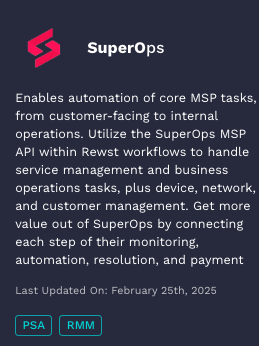 SuperOps
Enables automation of core MSP tasks,
from customer-facing to internal
operations. Utilize the SuperOps MSP
API within Rewst workflows to handle
service management and business
operations tasks, plus device, network,
and customer management. Get more
value out of SuperOps by connecting
each step of their monitoring,
automation, resolution, and payment
Last Updated On: February 25th, 2025
PSA RMM